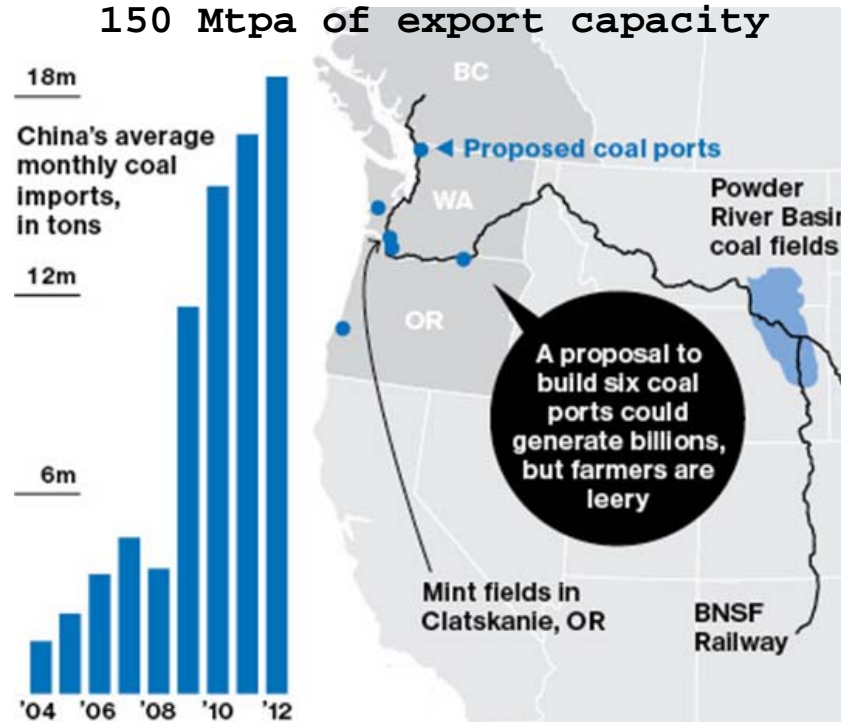 150 Mtpa of export capacity
18m
China's average
monthly coal
imports,
in tons
12m
6m
'04 '06 '08 '10 '12
BC
Proposed coal ports
WA
Powder
River Basin
coal fields
OR
A proposal to
build six coal
ports could
generate billions,
but farmers are
leery
Mint fields in
Clatskanie, OR
BNSF
Railway